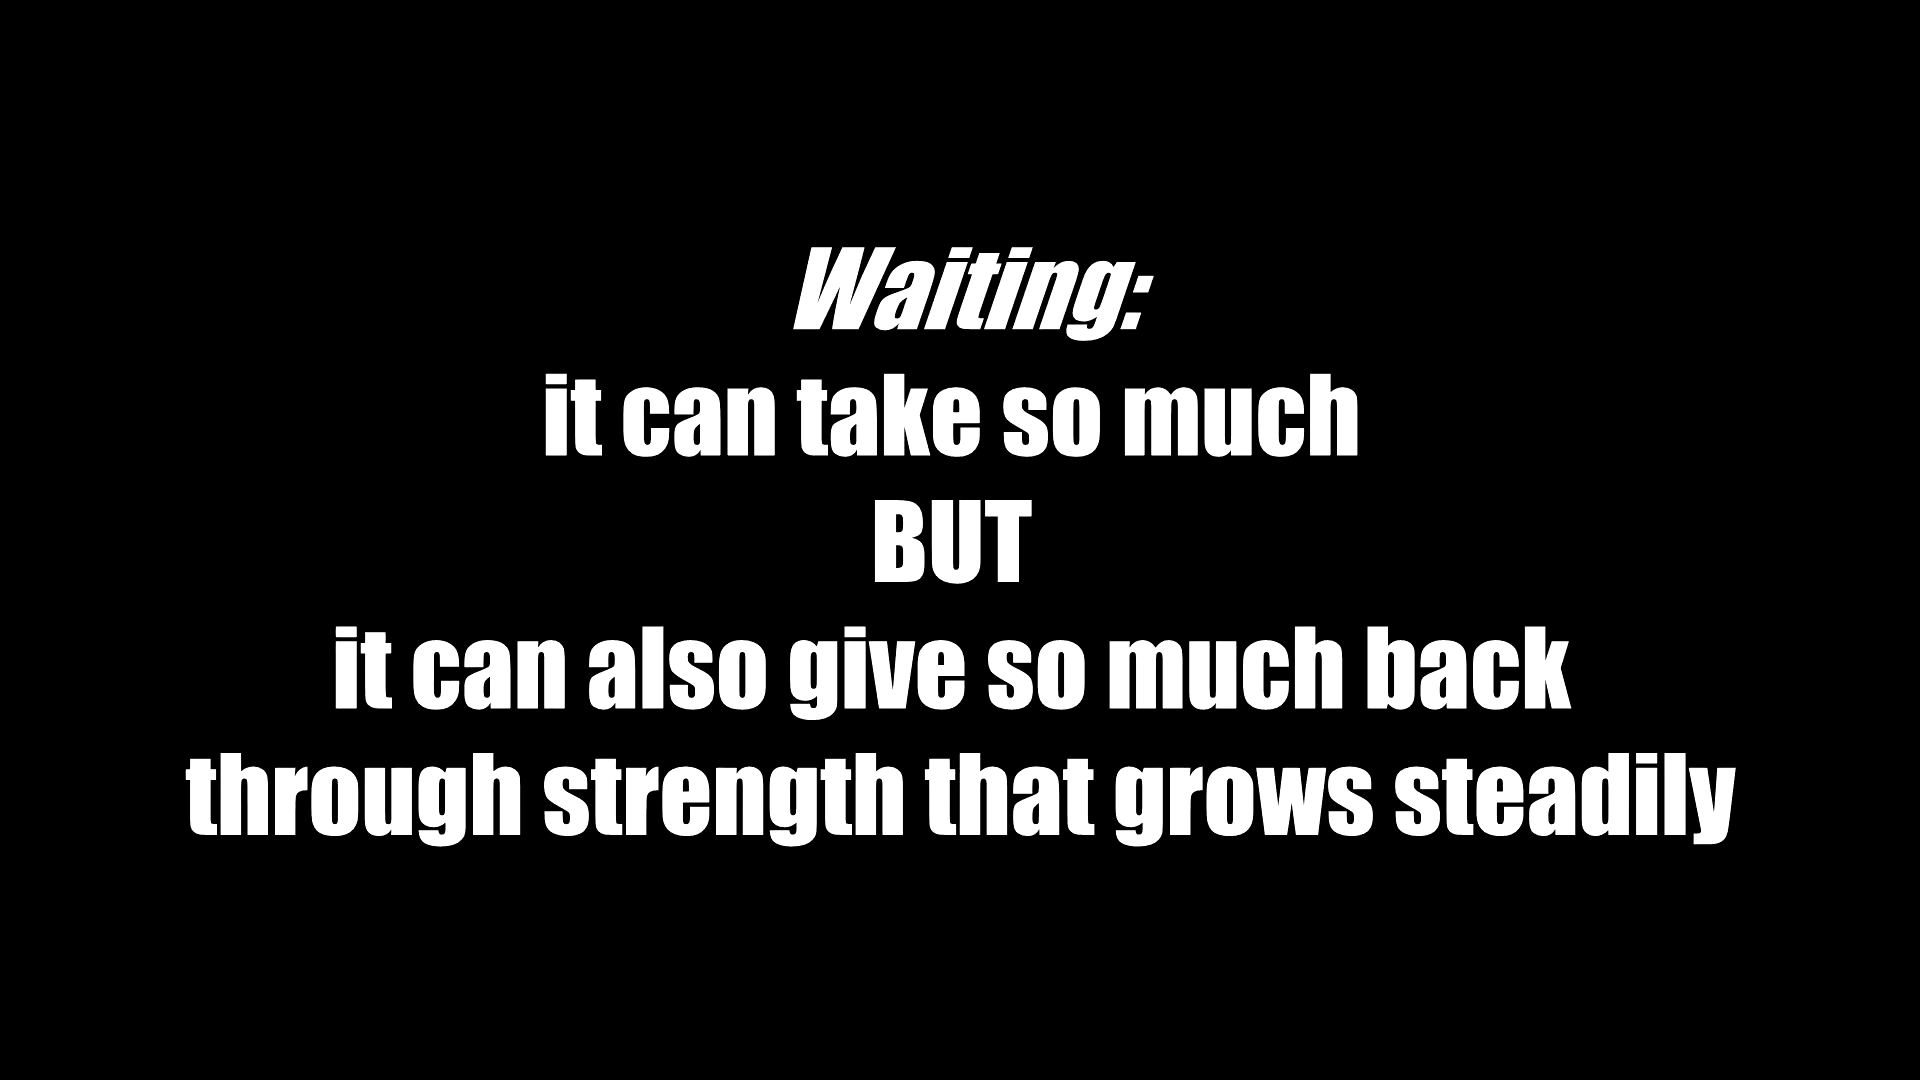 Waiting:
it can take so much
BUT
it can also give so much back
through strength that grows steadily